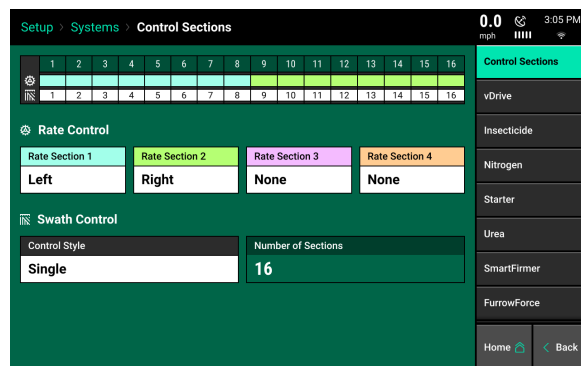 Setup > Systems > Control Sections
0.0 mph
3:05 PM
1 2 3 4 5 6 7 8 9 10 11 12 13 14 15 16
1 2 3 4 5 6 7 8 9 10 11 12 13 14 15 16
Rate Control
Rate Section 1 Rate Section 2 Rate Section 3 Rate Section 4
Left Right None None
Swath Control
Control Style Number of Sections
Single 16
Control Sections
vDrive
Insecticide
Nitrogen
Starter
Urea
SmartFirmer
FurrowForce
Home < Back